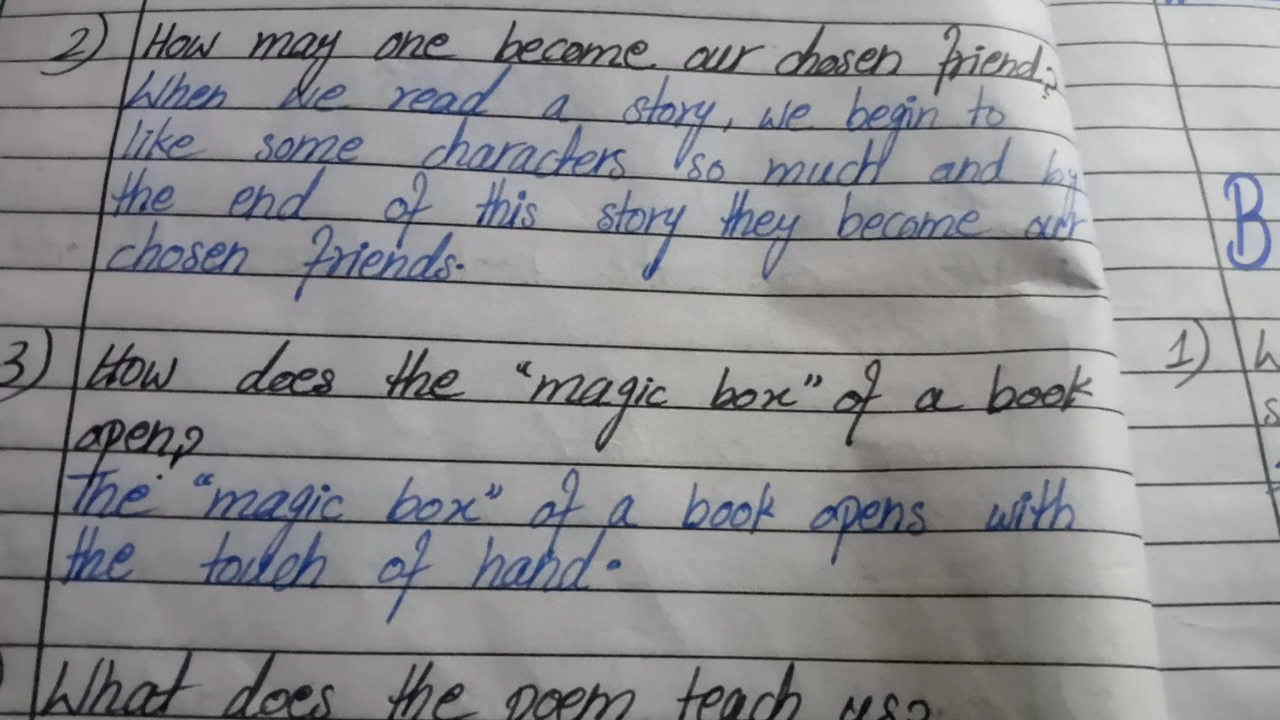 2) How may one become our chosen friend?
When we read a story, we begin to
like some characters so much and by
the end of this story they become our
chosen friends.
3) How does the "magic box" of a book
open?
The "magic box" of a book opens with
the touch of hand.
What does the poem teach us?
B
1)